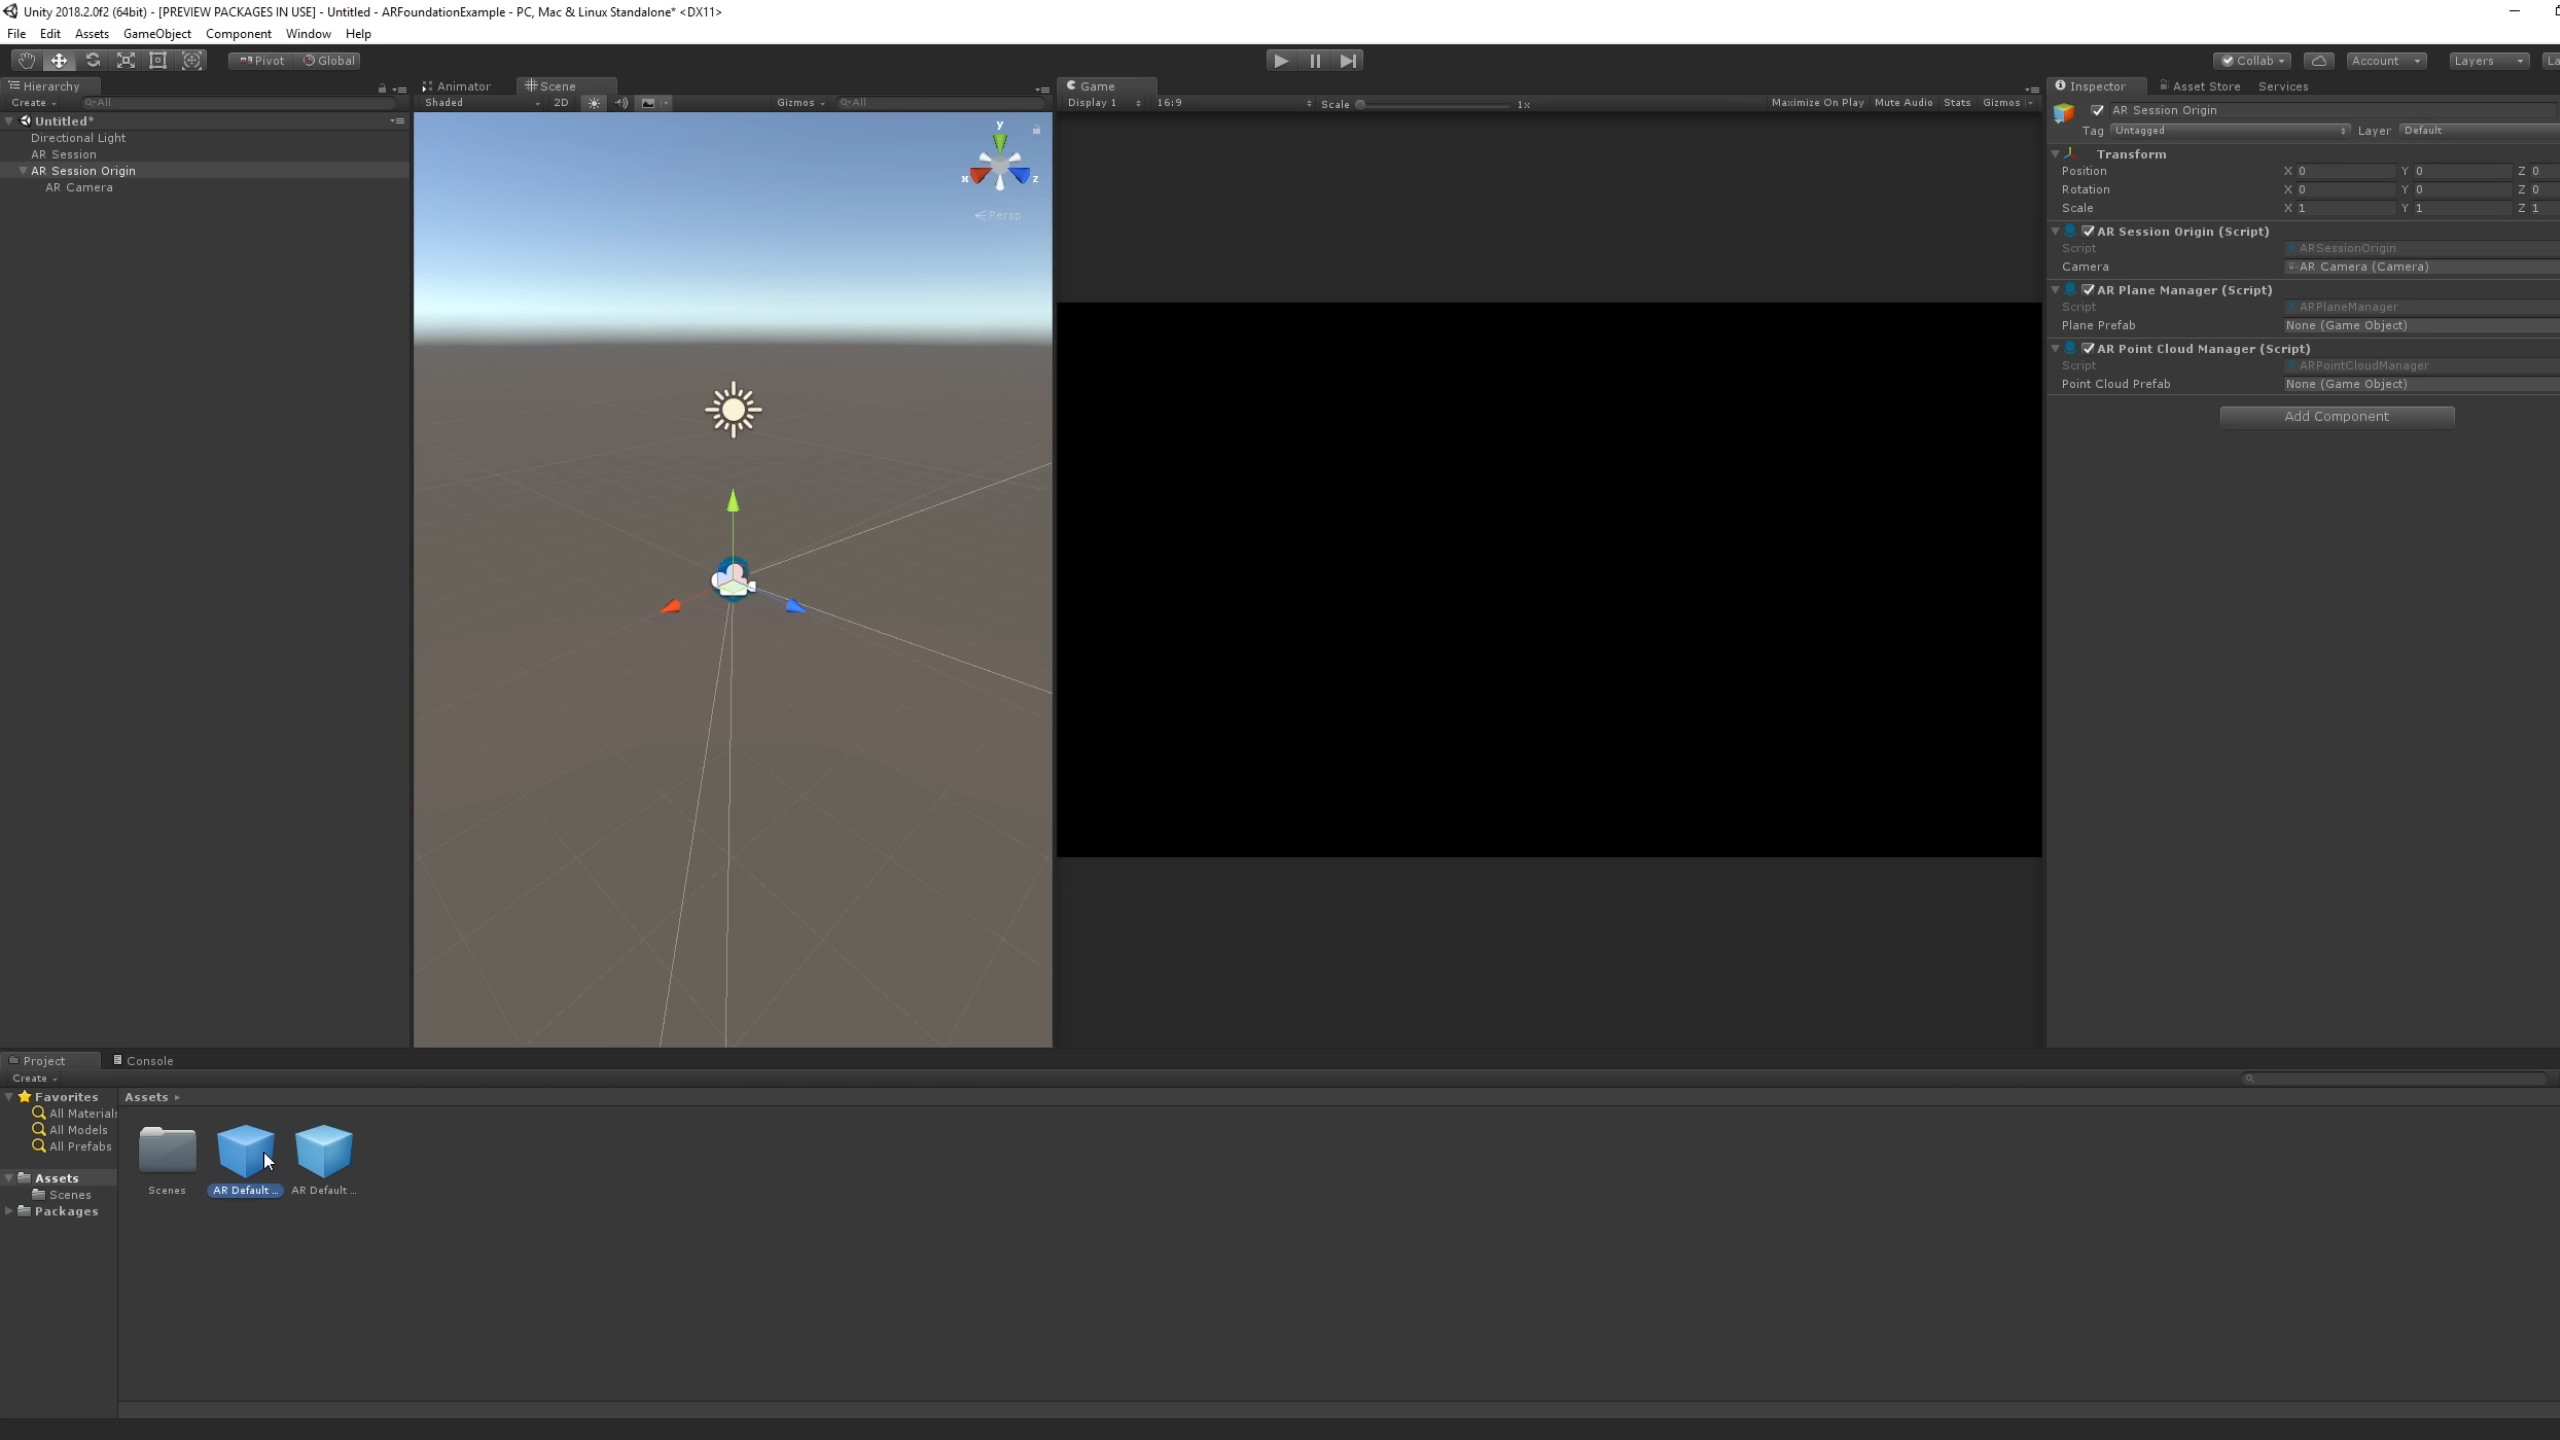 Unity 2018.2.0f2 (64bit) - [PREVIEW PACKAGES IN USE] - Untitled - ARFoundationExample - PC, Mac & Linux Standalone* <DX11>
File Edit Assets GameObject Component Window Help
Pivot Global Collab Account Layers La
Hierarchy
Create All
Untitled*
Directional Light
AR Session
AR Session Origin
AR Camera
Animator Scene
Shaded 2D Gizmos All
y
x z
Persp
Game
Display 1 16:9 Scale 1x Maximize On Play Mute Audio Stats Gizmos
Inspector Asset Store Services
AR Session Origin
Tag Untagged Layer Default
Transform
Position X 0 Y 0 Z 0
Rotation X 0 Y 0 Z 0
Scale X 1 Y 1 Z 1
AR Session Origin (Script)
Script ARSessionOrigin
Camera AR Camera (Camera)
AR Plane Manager (Script)
Script ARPlaneManager
Plane Prefab None (Game Object)
AR Point Cloud Manager (Script)
Script ARPointCloudManager
Point Cloud Prefab None (Game Object)
Add Component
Project Console
Create
Favorites
All Materials
All Models
All Prefabs
Assets
Scenes
Packages
Assets
Scenes AR Default ... AR Default ...